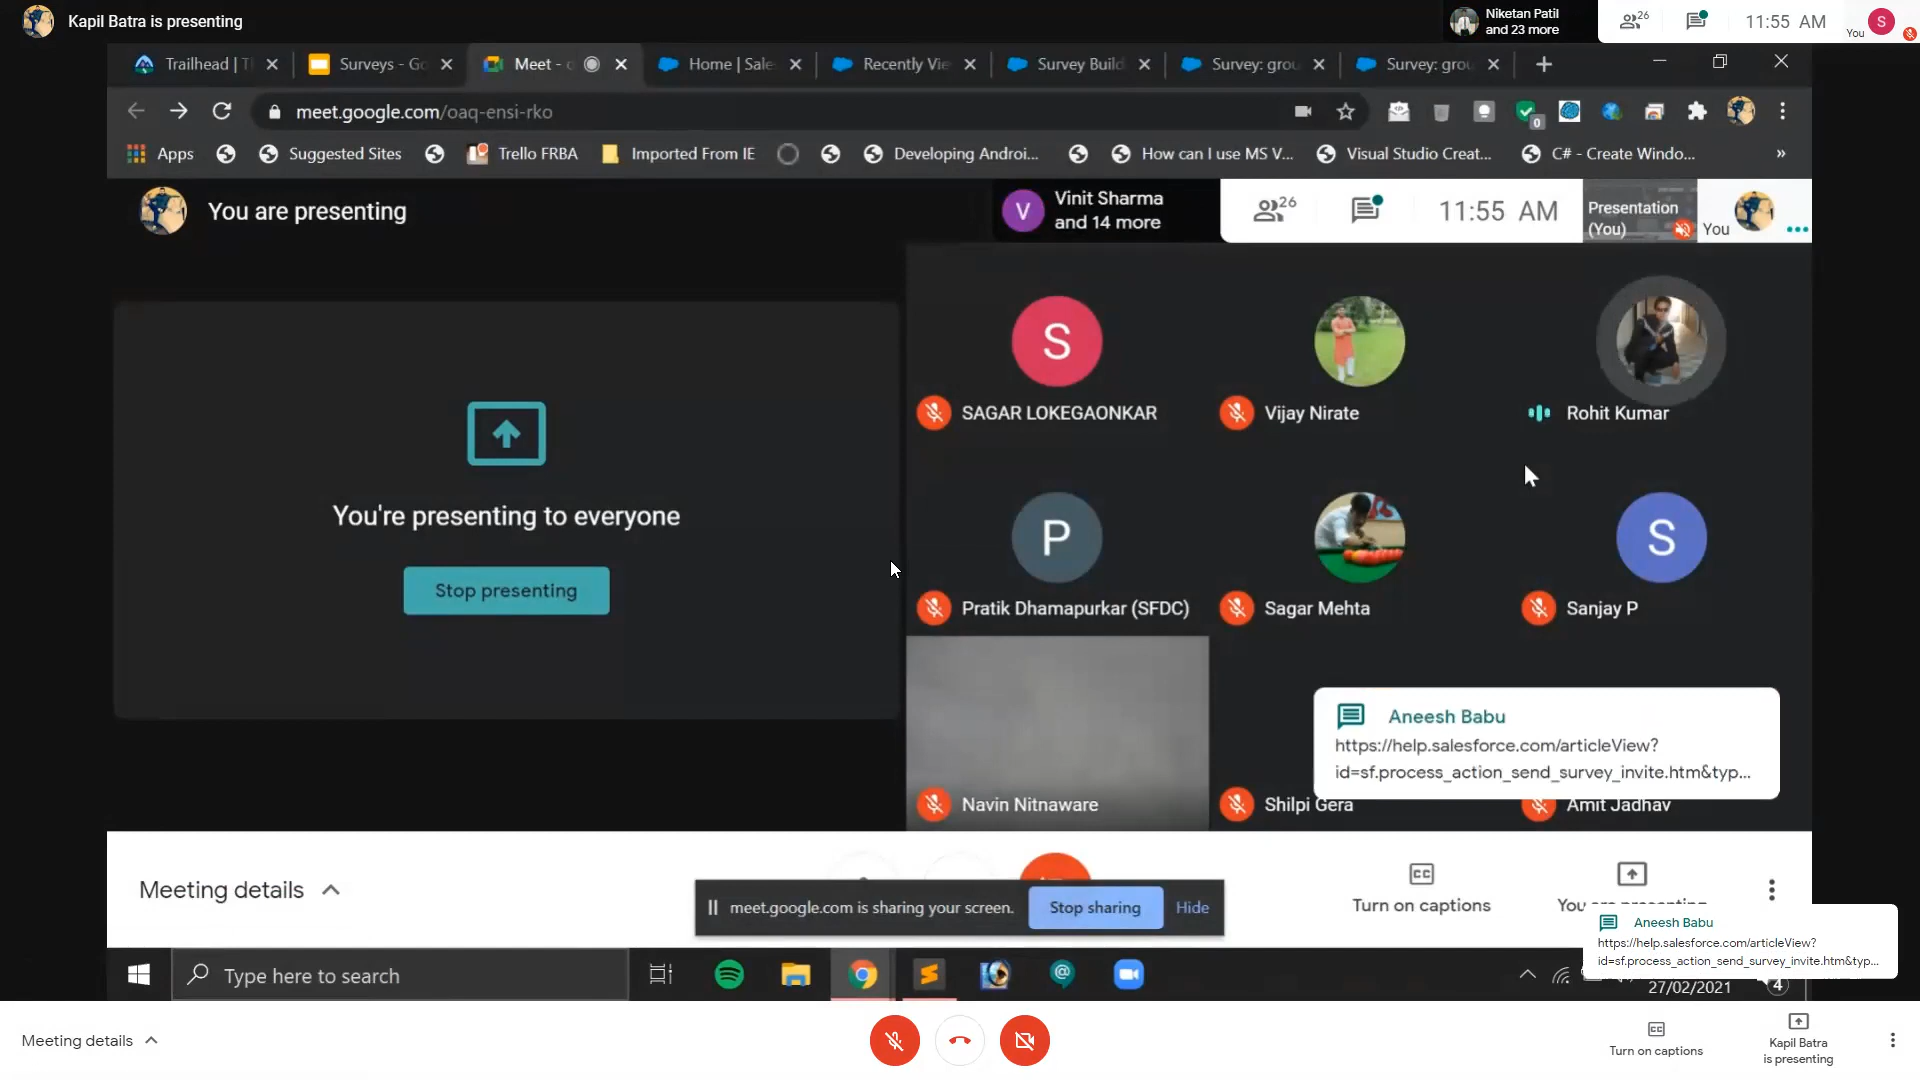 Kapil Batra is presenting
Niketan Patil
and 23 more
26
11:55 AM
You
S
Trailhead | T
Surveys - Go
Meet -
Home | Sale
Recently Vie
Survey Build
Survey: grou
Survey: grou
meet.google.com/oaq-ensi-rko
0
Apps
Suggested Sites
Trello FRBA
Imported From IE
Developing Androi...
How can I use MS V...
Visual Studio Creat...
C# - Create Windo...
»
You are presenting
V
Vinit Sharma
and 14 more
26
11:55 AM
Presentation
(You)
You
S
SAGAR LOKEGAONKAR
Vijay Nirate
Rohit Kumar
You're presenting to everyone
Stop presenting
P
Pratik Dhamapurkar (SFDC)
Sagar Mehta
S
Sanjay P
Aneesh Babu
https://help.salesforce.com/articleView?
id=sf.process_action_send_survey_invite.htm&typ...
Navin Nitnaware
Shilpi Gera
Amit Jadhav
Meeting details
meet.google.com is sharing your screen.
Stop sharing
Hide
Turn on captions
You are presenting
Aneesh Babu
https://help.salesforce.com/articleView?
id=sf.process_action_send_survey_invite.htm&typ...
Type here to search
27/02/2021
4
Meeting details
Turn on captions
Kapil Batra
is presenting